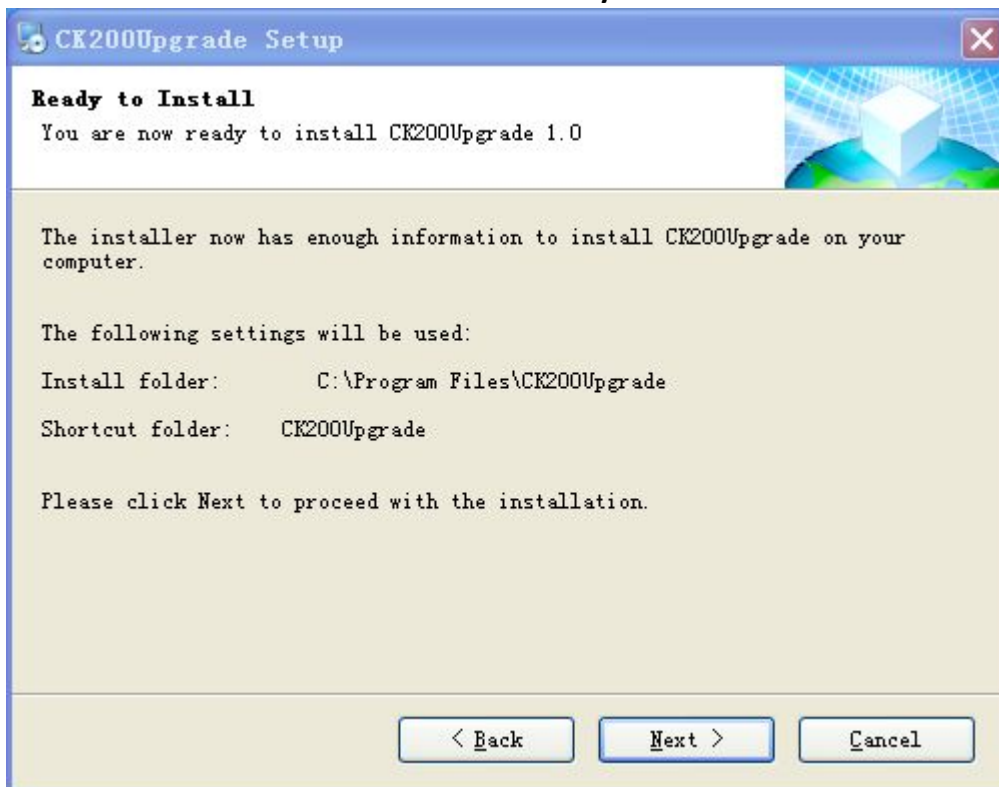 CK200Upgrade Setup
Ready to Install
You are now ready to install CK200Upgrade 1.0
The installer now has enough information to install CK200Upgrade on your
computer.
The following settings will be used:
Install folder: C:\Program Files\CK200Upgrade
Shortcut folder: CK200Upgrade
Please click Next to proceed with the installation.
< Back Next > Cancel